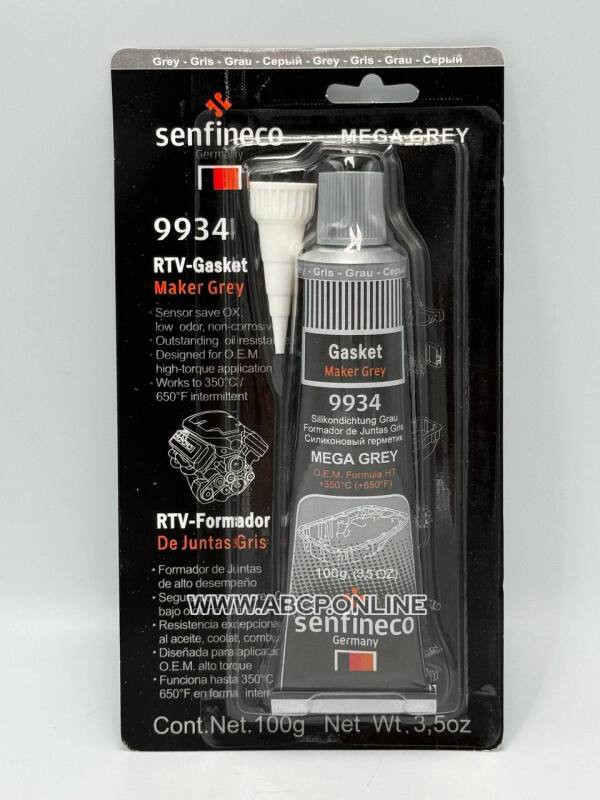 Grey - Gris - Grau - Серый - Grey - Gris - Grau - Серый
senfineco
Germany
MEGA GREY
9934
RTV-Gasket
Maker Grey
• Sensor save OX,
low odor, non-corrosiv
• Outstanding oil resista
• Designed for O.E.M.
high-torque application
• Works to 350°C/
650°F intermittent
RTV-Formador
De Juntas Gris
• Formador de Juntas
de alto desempeño
• Segu
bajo o
• Resistencia excepciona
al aceite, coolat, combu
• Diseñada para aplicac
O.E.M. alto torque
• Funciona hasta 350°C
650°F en forma inter
- Gris - Grau - Серый
Gasket
Maker Grey
9934
Silikondichtung Grau
Formador de Juntas Gris
Силиконовый герметик
MEGA GREY
O.E.M. Formula HT
+350°C (+650°F)
100g. (3,5 OZ)
WWW.ABCP.ONLINE
senfineco
Germany
Cont.Net.100g Net Wt. 3,5oz